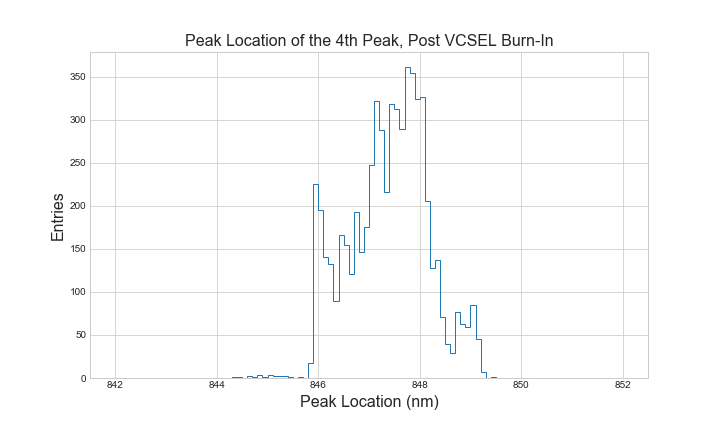 Peak Location of the 4th Peak, Post VCSEL Burn-In
350
300
250
200
150
100
50
0
Entries
842 844 846 848 850 852
Peak Location (nm)